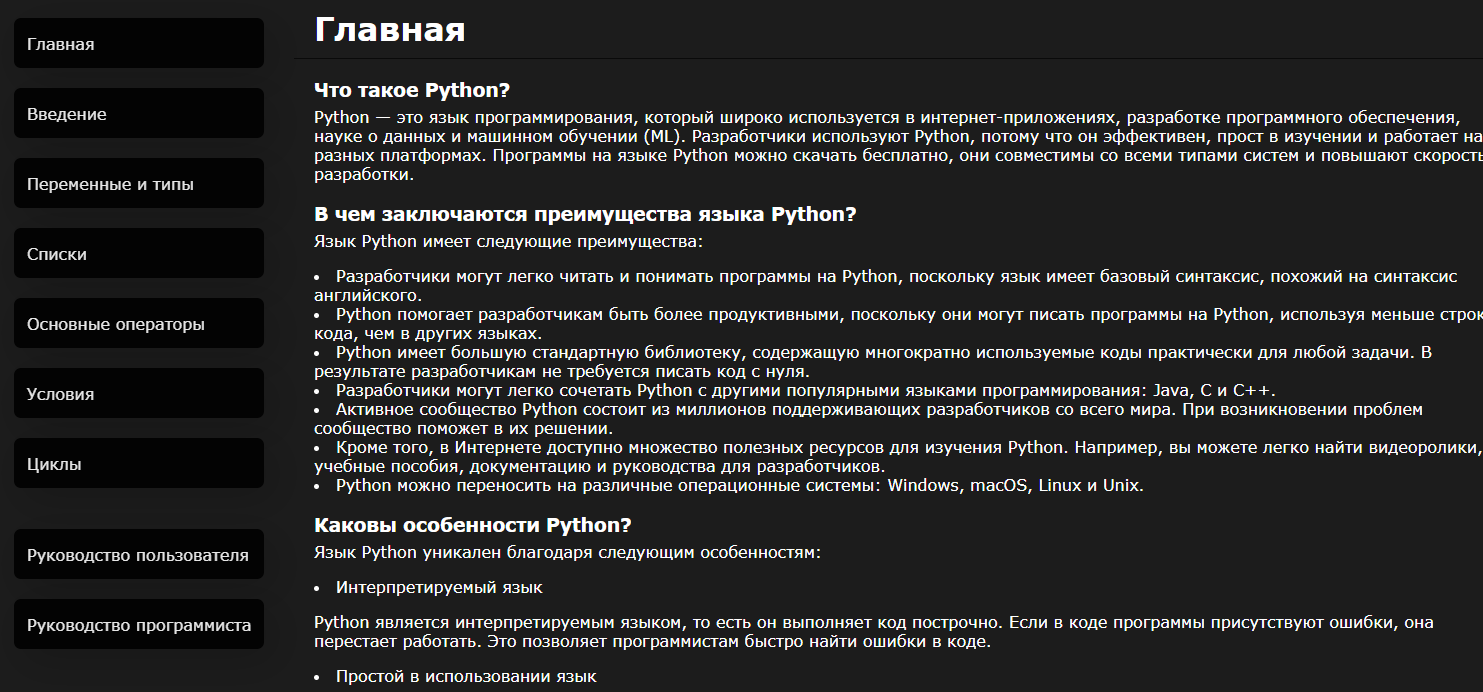 Главная
Введение
Переменные и типы
Списки
Основные операторы
Условия
Циклы
Руководство пользователя
Руководство программиста
Главная
Что такое Python?
Python — это язык программирования, который широко используется в интернет-приложениях, разработке программного обеспечения,
науке о данных и машинном обучении (ML). Разработчики используют Python, потому что он эффективен, прост в изучении и работает на
разных платформах. Программы на языке Python можно скачать бесплатно, они совместимы со всеми типами систем и повышают скорость
разработки.
В чем заключаются преимущества языка Python?
Язык Python имеет следующие преимущества:
• Разработчики могут легко читать и понимать программы на Python, поскольку язык имеет базовый синтаксис, похожий на синтаксис
английского.
• Python помогает разработчикам быть более продуктивными, поскольку они могут писать программы на Python, используя меньше строк
кода, чем в других языках.
• Python имеет большую стандартную библиотеку, содержащую многократно используемые коды практически для любой задачи. В
результате разработчикам не требуется писать код с нуля.
• Разработчики могут легко сочетать Python с другими популярными языками программирования: Java, C и C++.
• Активное сообщество Python состоит из миллионов поддерживающих разработчиков со всего мира. При возникновении проблем
сообщество поможет в их решении.
• Кроме того, в Интернете доступно множество полезных ресурсов для изучения Python. Например, вы можете легко найти видеоролики,
учебные пособия, документацию и руководства для разработчиков.
• Python можно переносить на различные операционные системы: Windows, macOS, Linux и Unix.
Каковы особенности Python?
Язык Python уникален благодаря следующим особенностям:
• Интерпретируемый язык
Python является интерпретируемым языком, то есть он выполняет код построчно. Если в коде программы присутствуют ошибки, она
перестает работать. Это позволяет программистам быстро найти ошибки в коде.
• Простой в использовании язык